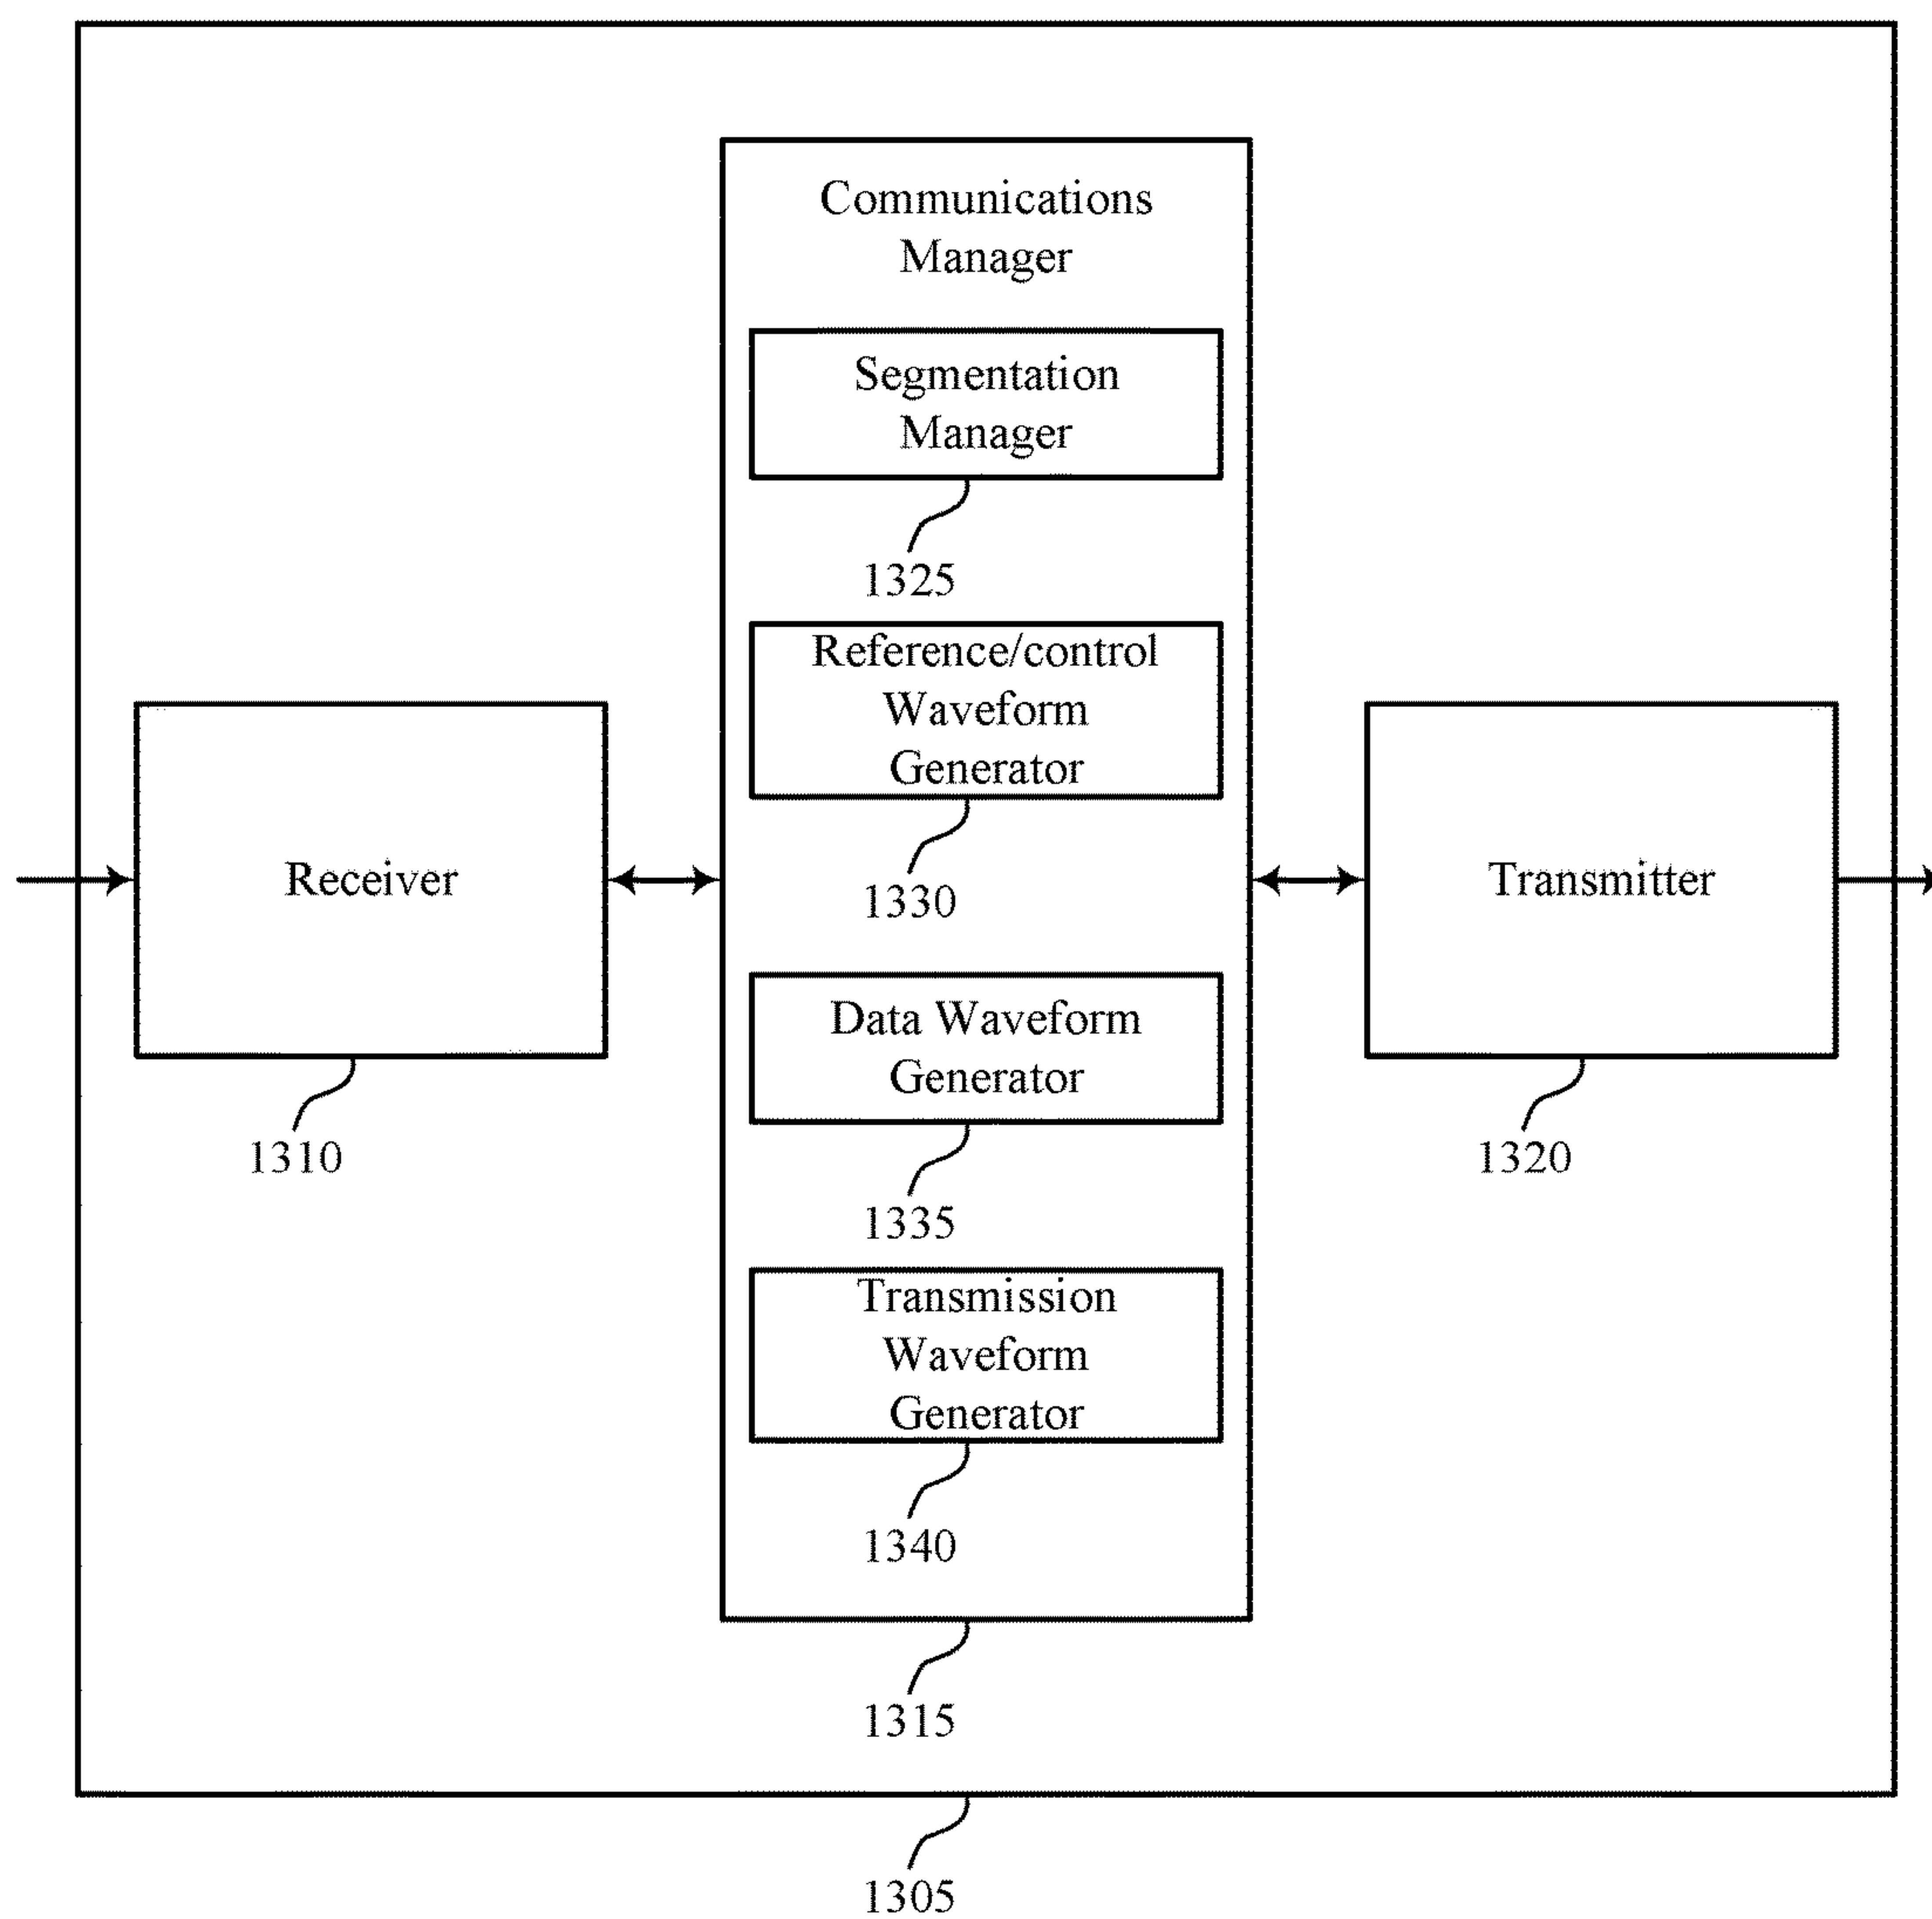 Communications
Manager
Segmentation
Manager
1325
Reference/control
Waveform
Generator
1330
Receiver
1310
Transmitter
1320
Data Waveform
Generator
1335
Transmission
Waveform
Generator
1340
1315
1305